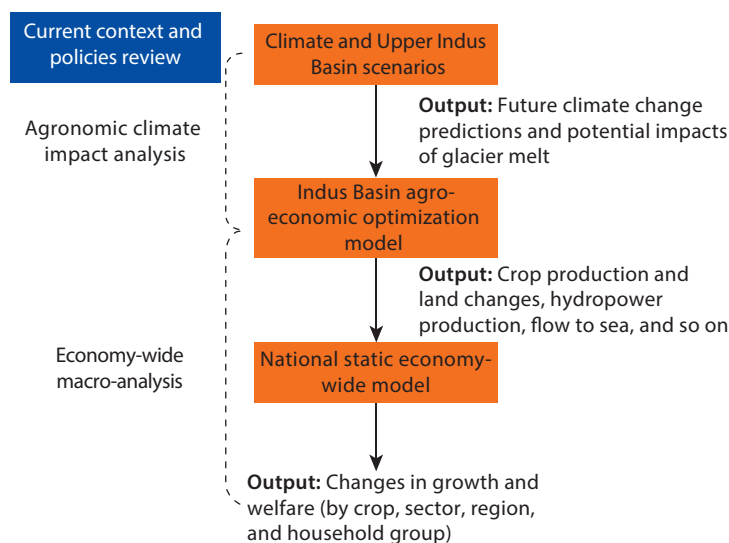 Current context and
policies review
Climate and Upper Indus
Basin scenarios
Output: Future climate change
predictions and potential impacts
of glacier melt
Agronomic climate
impact analysis
Indus Basin agro-
economic optimization
model
Output: Crop production and
land changes, hydropower
production, flow to sea, and so on
Economy-wide
macro-analysis
National static economy-
wide model
Output: Changes in growth and
welfare (by crop, sector, region,
and household group)